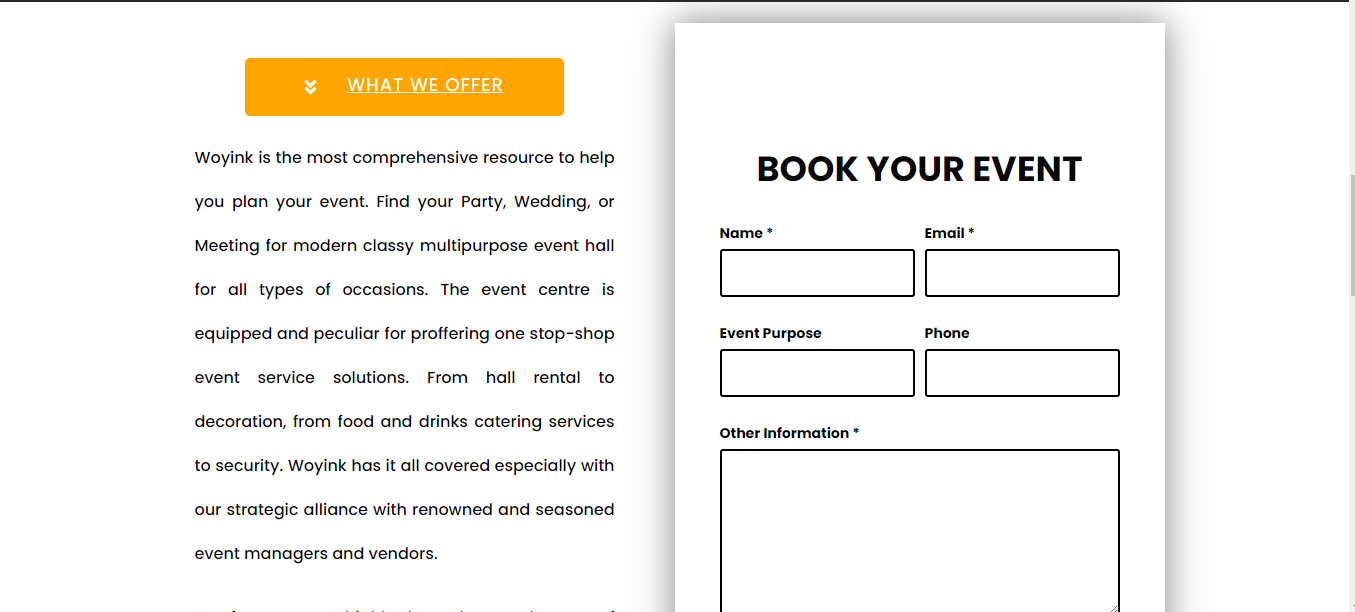 WHAT WE OFFER
Woyink is the most comprehensive resource to help
you plan your event. Find your Party, Wedding, or
Meeting for modern classy multipurpose event hall
for all types of occasions. The event centre is
equipped and peculiar for proffering one stop-shop
event service solutions. From hall rental to
decoration, from food and drinks catering services
to security. Woyink has it all covered especially with
our strategic alliance with renowned and seasoned
event managers and vendors.
BOOK YOUR EVENT
Name *
Email *
Event Purpose
Phone
Other Information *